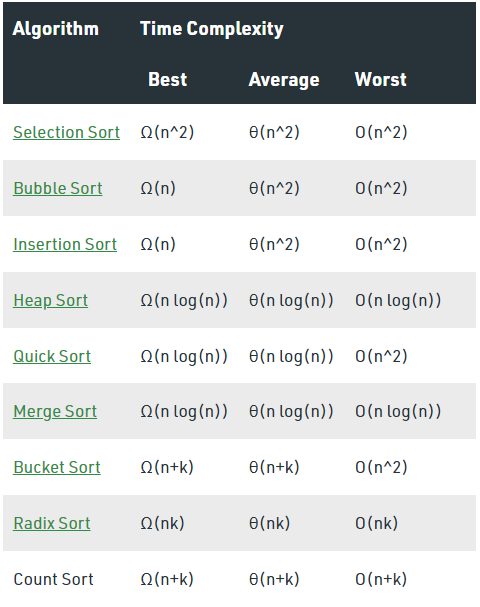 Algorithm Time Complexity
Best Average Worst
Selection Sort Ω(n^2) θ(n^2) O(n^2)
Bubble Sort Ω(n) θ(n^2) O(n^2)
Insertion Sort Ω(n) θ(n^2) O(n^2)
Heap Sort Ω(n log(n)) θ(n log(n)) O(n log(n))
Quick Sort Ω(n log(n)) θ(n log(n)) O(n^2)
Merge Sort Ω(n log(n)) θ(n log(n)) O(n log(n))
Bucket Sort Ω(n+k) θ(n+k) O(n^2)
Radix Sort Ω(nk) θ(nk) O(nk)
Count Sort Ω(n+k) θ(n+k) O(n+k)